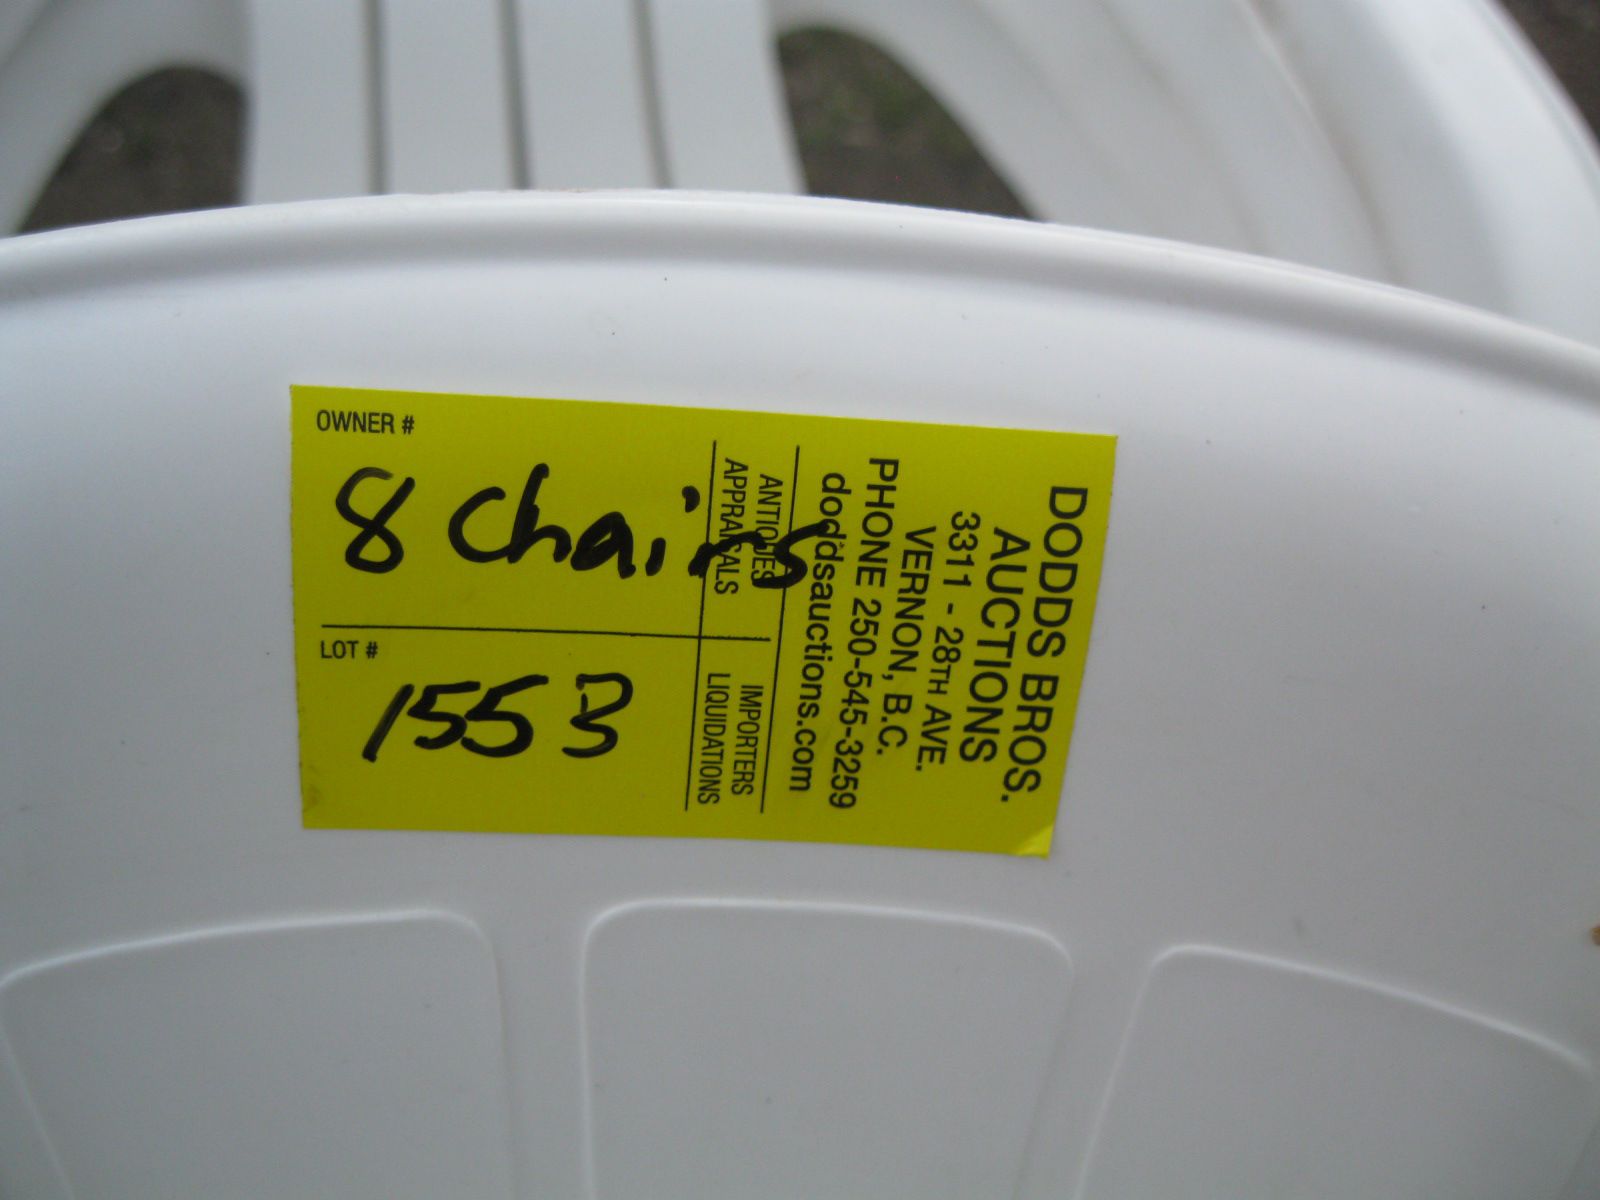 OWNER #
8 chairs
LOT #
1553
DODDS BROS.
AUCTIONS
3311 - 28TH AVE.
VERNON, B.C.
PHONE 250-545-3259
doddsauctions.com
ANTIQUES
APPRAISALS
IMPORTERS
LIQUIDATIONS